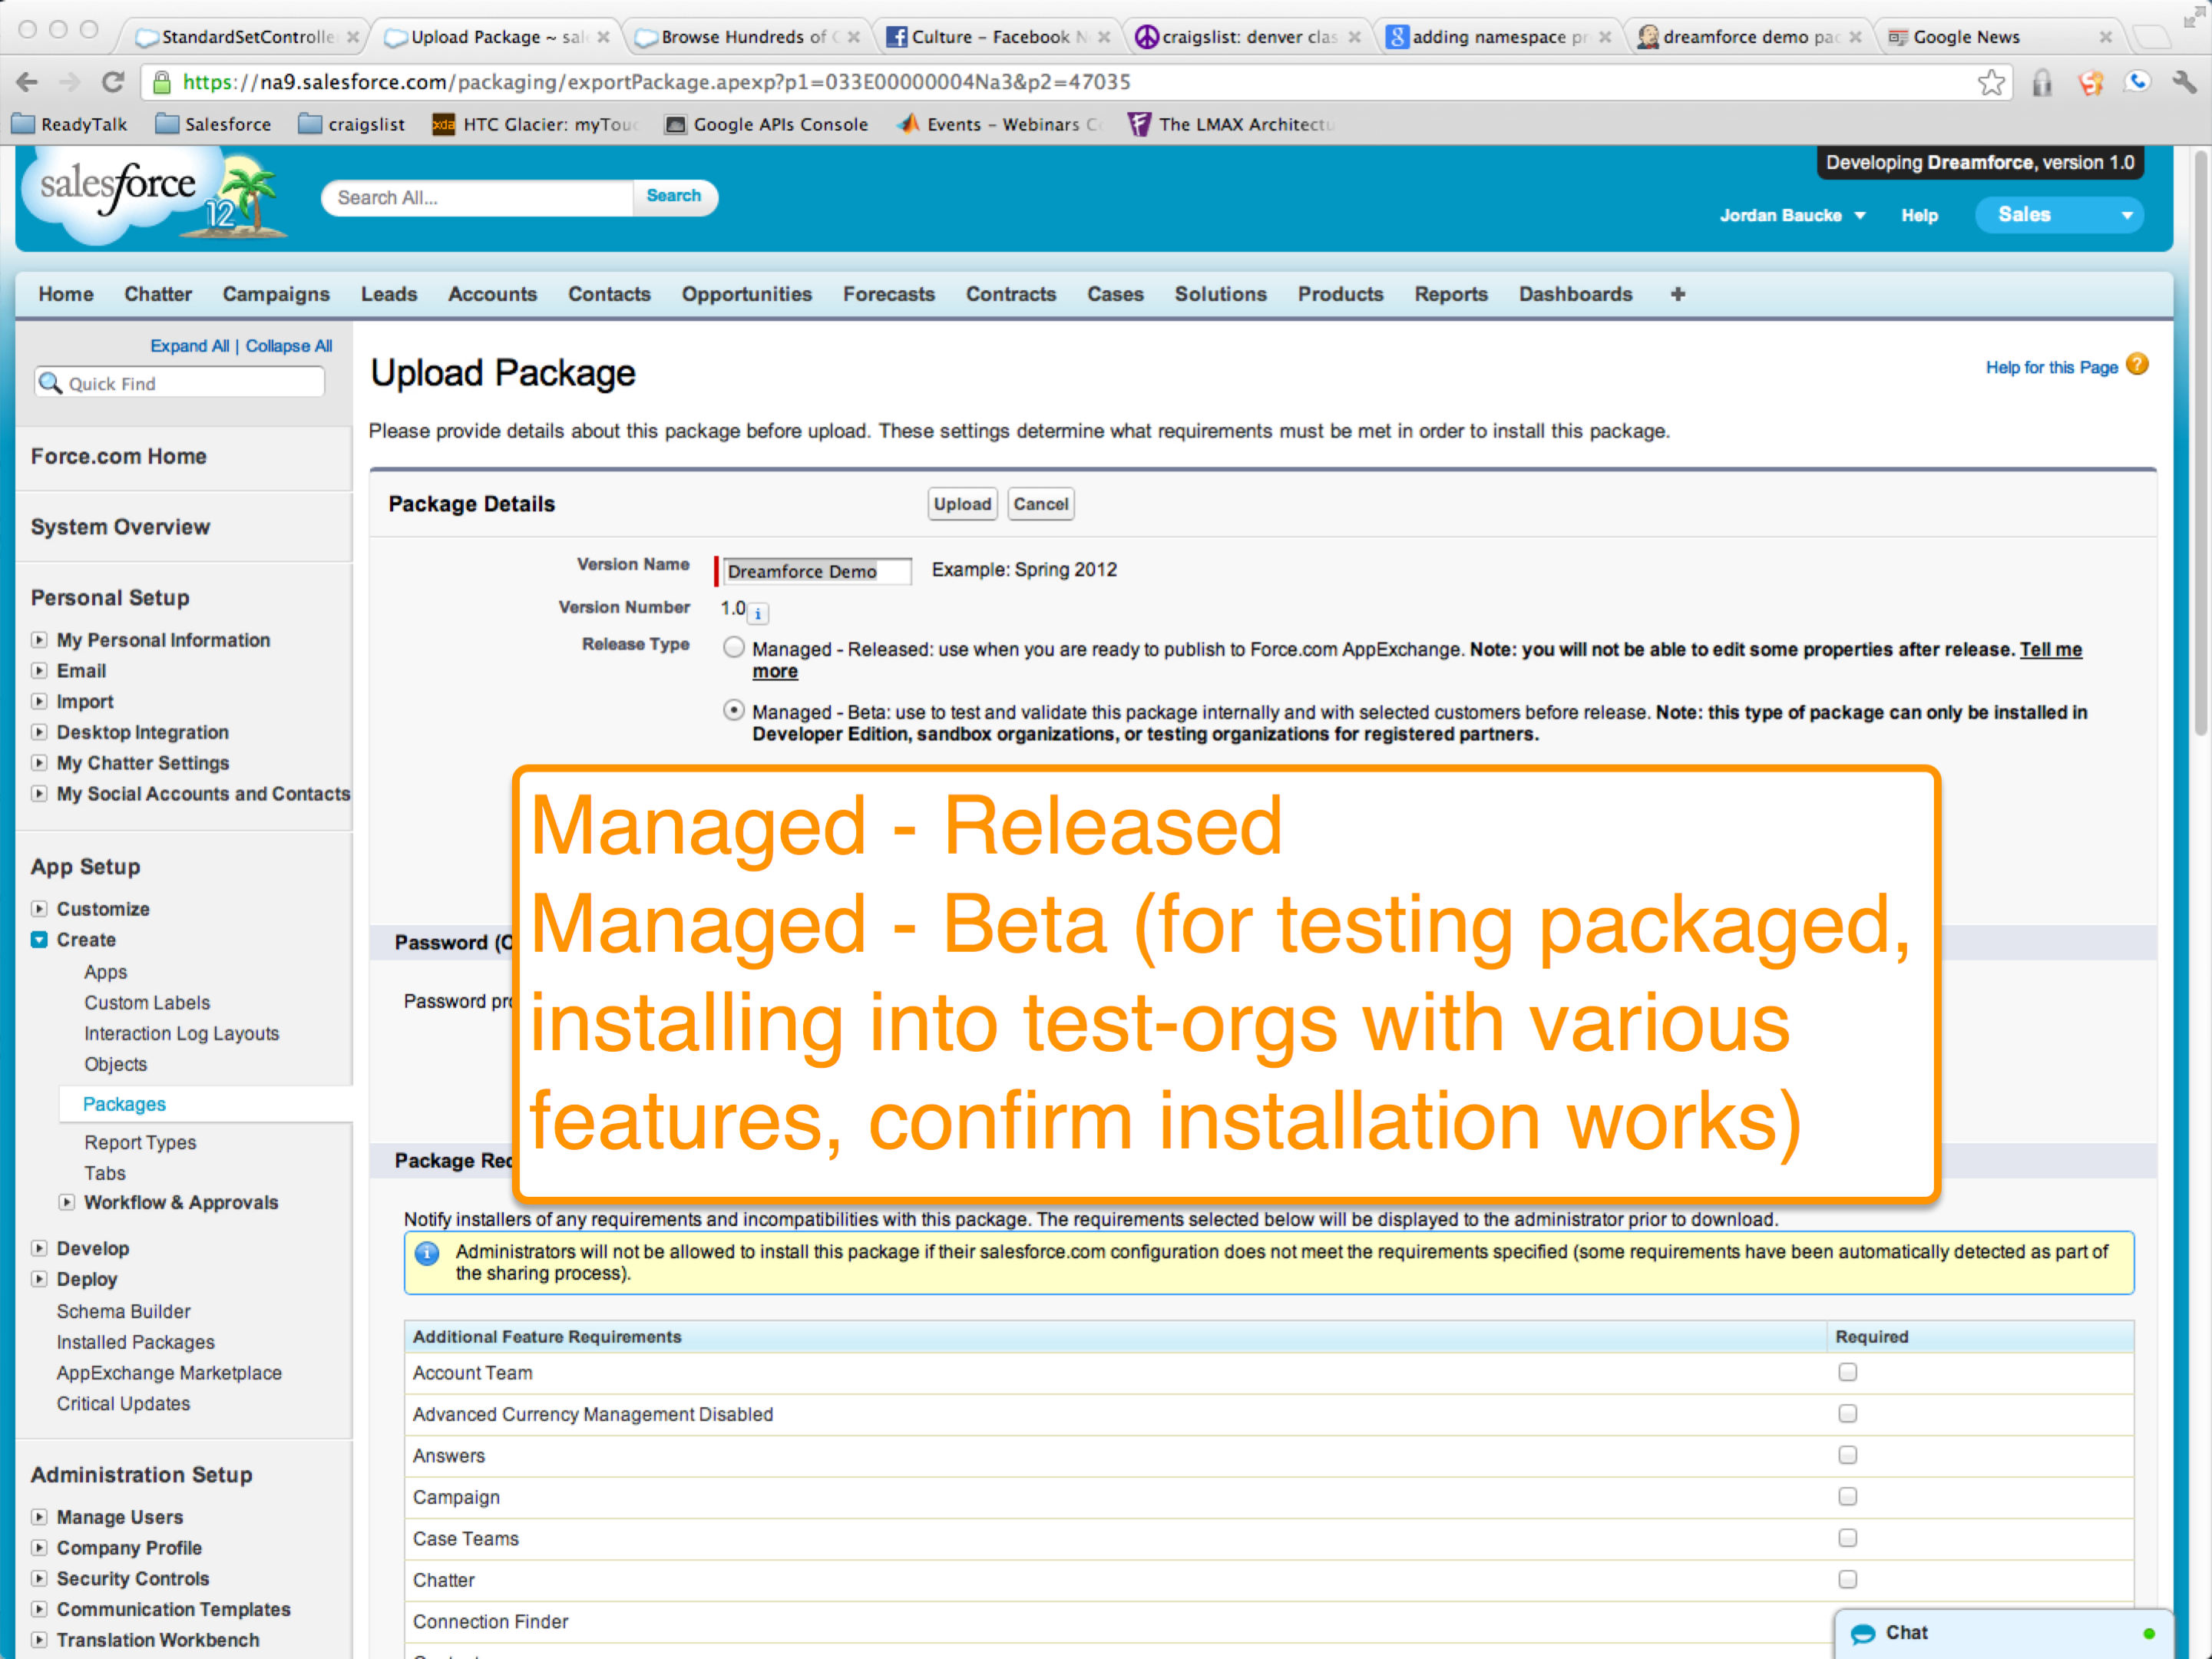 StandardSetController
Upload Package ~ sal
Browse Hundreds of
Culture – Facebook
craigslist: denver clas
adding namespace pr
dreamforce demo pac
Google News
https://na9.salesforce.com/packaging/exportPackage.apexp?p1=033E00000004Na3&p2=47035
ReadyTalk
Salesforce
craigslist
HTC Glacier: myTou
Google APIs Console
Events – Webinars
The LMAX Architectu
salesforce
12
Search All...
Search
Developing Dreamforce, version 1.0
Jordan Baucke
Help
Sales
Home Chatter Campaigns Leads Accounts Contacts Opportunities Forecasts Contracts Cases Solutions Products Reports Dashboards +
Expand All | Collapse All
Quick Find
Force.com Home
System Overview
Personal Setup
My Personal Information
Email
Import
Desktop Integration
My Chatter Settings
My Social Accounts and Contacts
App Setup
Customize
Create
Apps
Custom Labels
Interaction Log Layouts
Objects
Packages
Report Types
Tabs
Workflow & Approvals
Develop
Deploy
Schema Builder
Installed Packages
AppExchange Marketplace
Critical Updates
Administration Setup
Manage Users
Company Profile
Security Controls
Communication Templates
Translation Workbench
Upload Package
Help for this Page
Please provide details about this package before upload. These settings determine what requirements must be met in order to install this package.
Package Details
Upload
Cancel
Version Name
Dreamforce Demo
Example: Spring 2012
Version Number
1.0
Release Type
Managed - Released: use when you are ready to publish to Force.com AppExchange. Note: you will not be able to edit some properties after release. Tell me
more
Managed - Beta: use to test and validate this package internally and with selected customers before release. Note: this type of package can only be installed in
Developer Edition, sandbox organizations, or testing organizations for registered partners.
Managed - Released
Managed - Beta (for testing packaged,
installing into test-orgs with various
features, confirm installation works)
Password
Password
Package
Notify installers of any requirements and incompatibilities with this package. The requirements selected below will be displayed to the administrator prior to download.
Administrators will not be allowed to install this package if their salesforce.com configuration does not meet the requirements specified (some requirements have been automatically detected as part of
the sharing process).
Additional Feature Requirements
Required
Account Team
Advanced Currency Management Disabled
Answers
Campaign
Case Teams
Chatter
Connection Finder
Chat